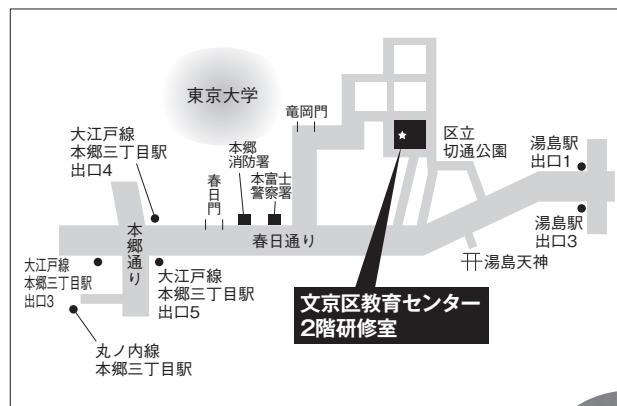 東京大学
竜岡門
大江戸線
本郷三丁目駅
出口4
本郷
消防署
本富士
警察署
春日門
区立
切通公園
湯島駅
出口1
湯島駅
出口3
春日通り
本郷通り
湯島天神
大江戸線
本郷三丁目駅
出口3
大江戸線
本郷三丁目駅
出口5
文京区教育センター
2階研修室
丸ノ内線
本郷三丁目駅